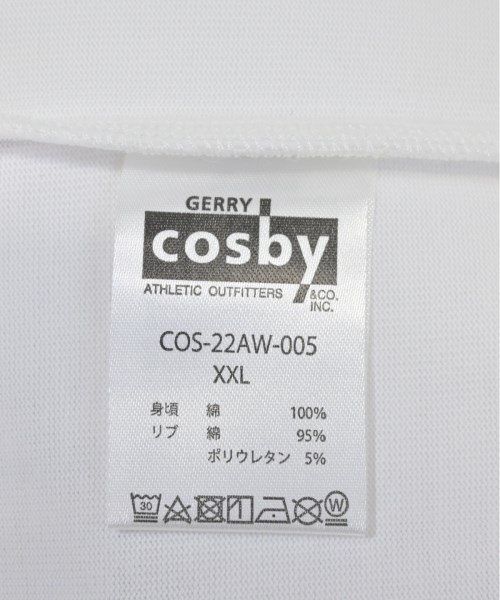 GERRY
cosby
ATHLETIC OUTFITTERS &CO. INC.
COS-22AW-005
XXL
身頃 綿 100%
リブ 綿 95%
ポリウレタン 5%
30 W